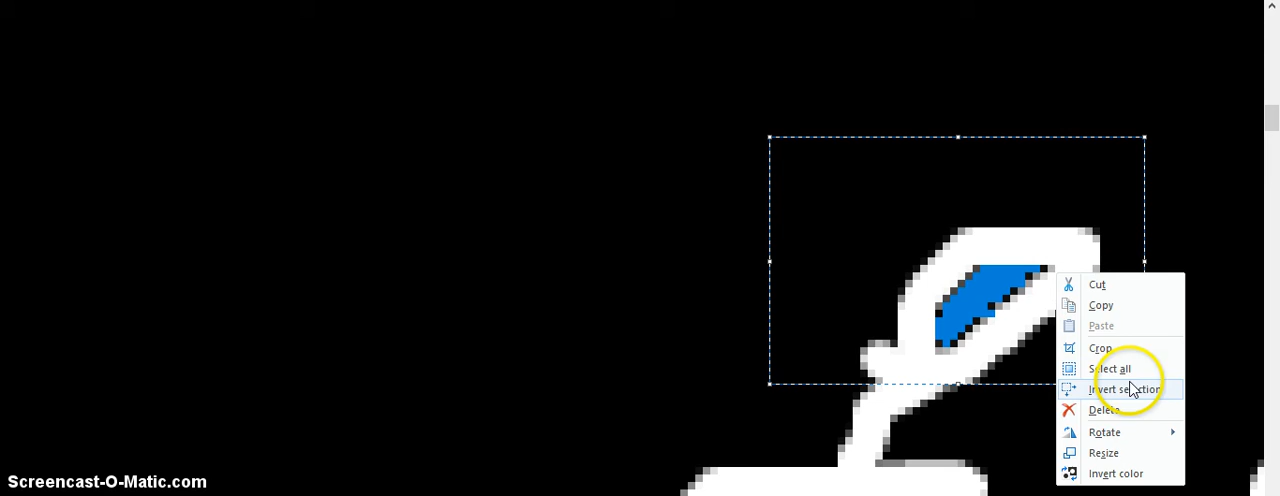 Cut
Copy
Paste
Crop
Select all
Invert selection
Delete
Rotate
Resize
Invert color
Screencast-O-Matic.com